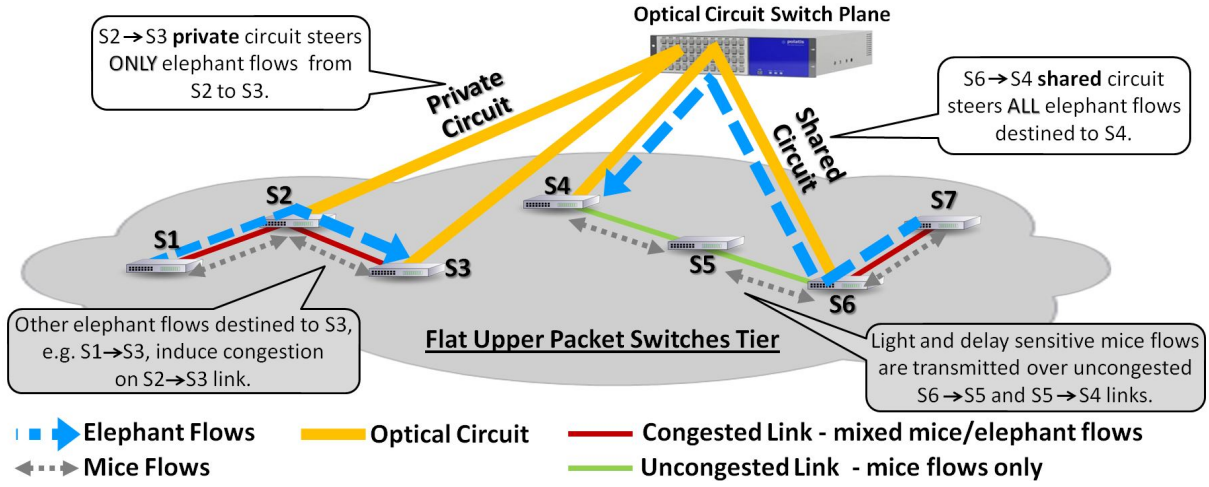 Optical Circuit Switch Plane
S2→S3 private circuit steers
ONLY elephant flows from
S2 to S3.
Private
Circuit
Shared
Circuit
S6→S4 shared circuit
steers ALL elephant flows
destined to S4.
S1
S2
S3
S4
S5
S6
S7
Other elephant flows destined to S3,
e.g. S1→S3, induce congestion
on S2→S3 link.
Flat Upper Packet Switches Tier
Light and delay sensitive mice flows
are transmitted over uncongested
S6→S5 and S5→S4 links.
Elephant Flows
Optical Circuit
Congested Link - mixed mice/elephant flows
Mice Flows
Uncongested Link - mice flows only